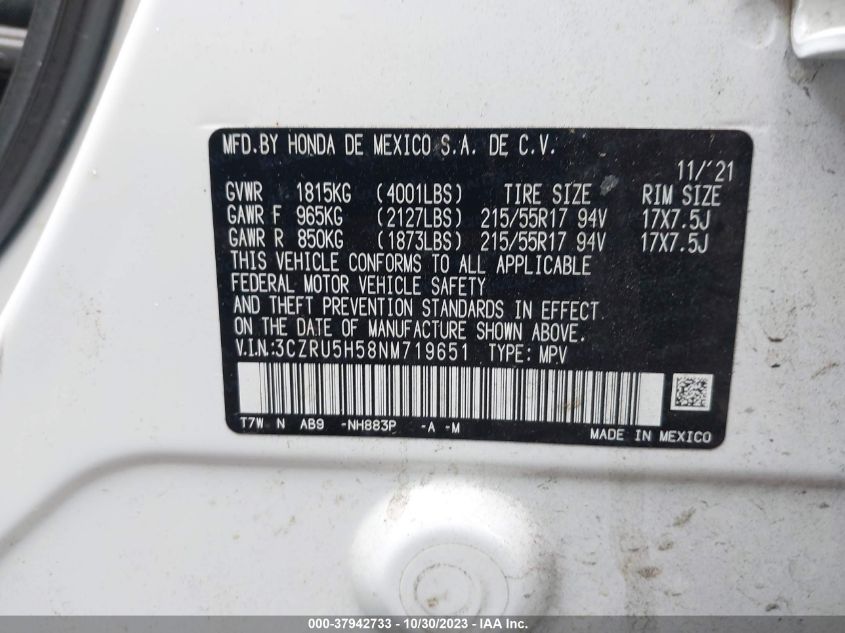 MFD.BY HONDA DE MEXICO S.A. DE C.V.
11/'21
GVWR 1815KG (4001LBS) TIRE SIZE RIM SIZE
GAWR F 965KG (2127LBS) 215/55R17 94V 17X7.5J
GAWR R 850KG (1873LBS) 215/55R17 94V 17X7.5J
THIS VEHICLE CONFORMS TO ALL APPLICABLE
FEDERAL MOTOR VEHICLE SAFETY
AND THEFT PREVENTION STANDARDS IN EFFECT
ON THE DATE OF MANUFACTURE SHOWN ABOVE.
V.I.N:3CZRU5H58NM719651 TYPE: MPV
T7W N AB9 -NH883P -A -M
MADE IN MEXICO
000-37942733 - 10/30/2023 - IAA Inc.